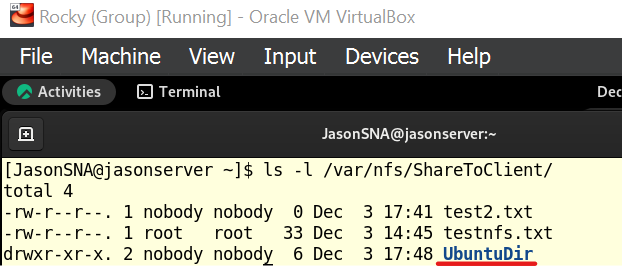 Rocky (Group) [Running] - Oracle VM VirtualBox
File Machine View Input Devices Help
Activities Terminal Dec
JasonSNA@jasonserver:~
[JasonSNA@jasonserver ~]$ ls -l /var/nfs/ShareToClient/
total 4
-rw-r--r--. 1 nobody nobody  0 Dec  3 17:41 test2.txt
-rw-r--r--. 1 root   root   33 Dec  3 14:45 testnfs.txt
drwxr-xr-x. 2 nobody nobody  6 Dec  3 17:48 UbuntuDir